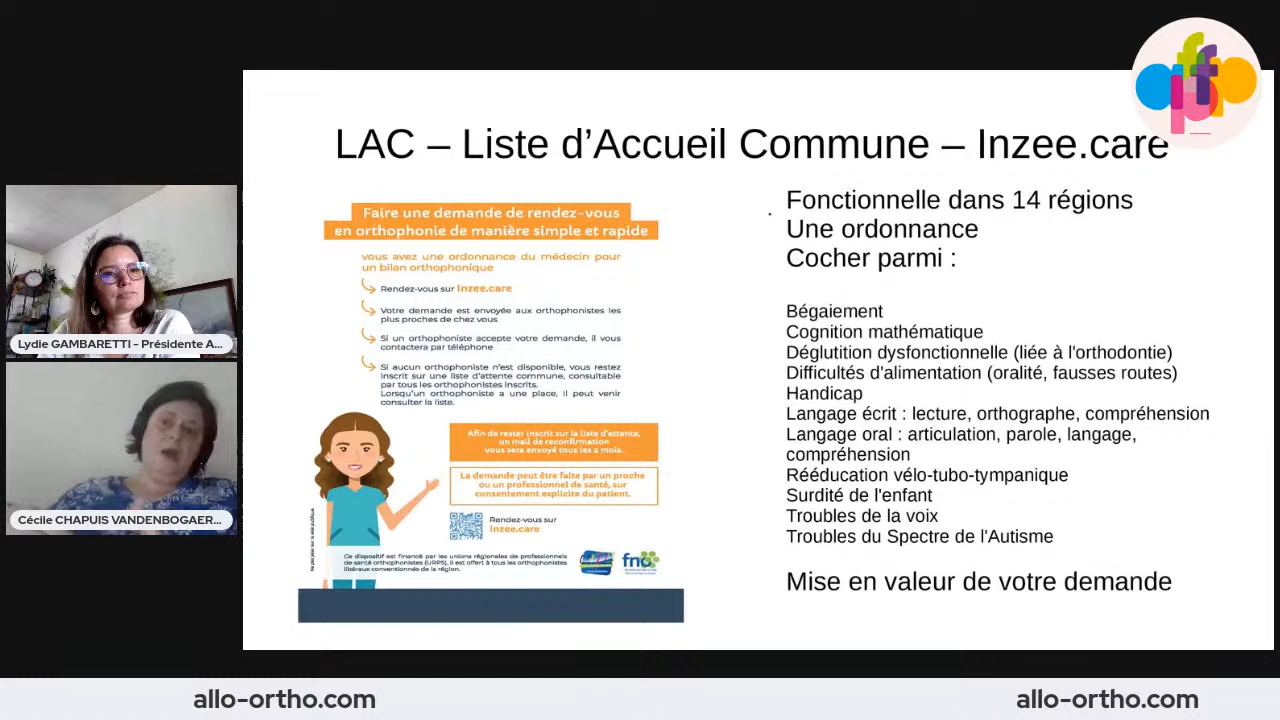 LAC – Liste d’Accueil Commune – Inzee.care
Faire une demande de rendez-vous
en orthophonie de manière simple et rapide
vous avez une ordonnance du médecin pour
un bilan orthophonique
Rendez-vous sur Inzee.care
Votre demande est envoyée aux orthophonistes les
plus proches de chez vous
Si un orthophoniste accepte votre demande, il vous
contactera par téléphone
Si aucun orthophoniste n'est disponible, vous restez
inscrit sur une liste d'attente commune, consultable
par tous les orthophonistes inscrits.
Lorsqu'un orthophoniste a une place, il peut venir
consulter la liste.
Afin de rester inscrit sur la liste d'attente,
un mail de reconfirmation
vous sera envoyé tous les 2 mois.
La demande peut être faite par un proche
ou un professionnel de santé, sur
consentement explicite du patient.
Rendez-vous sur
Inzee.care
Ce dispositif est financé par les unions régionales de professionnels
de santé orthophonistes (URPS), il est offert à tous les orthophonistes
libéraux conventionnés de la région.
fno
Fonctionnelle dans 14 régions
Une ordonnance
Cocher parmi :
Bégaiement
Cognition mathématique
Déglutition dysfonctionnelle (liée à l'orthodontie)
Difficultés d'alimentation (oralité, fausses routes)
Handicap
Langage écrit : lecture, orthographe, compréhension
Langage oral : articulation, parole, langage,
compréhension
Rééducation vélo-tubo-tympanique
Surdité de l'enfant
Troubles de la voix
Troubles du Spectre de l'Autisme
Mise en valeur de votre demande
Lydie GAMBARETTI - Présidente A...
Cécile CHAPUIS VANDENBOGAER...
allo-ortho.com
allo-ortho.com